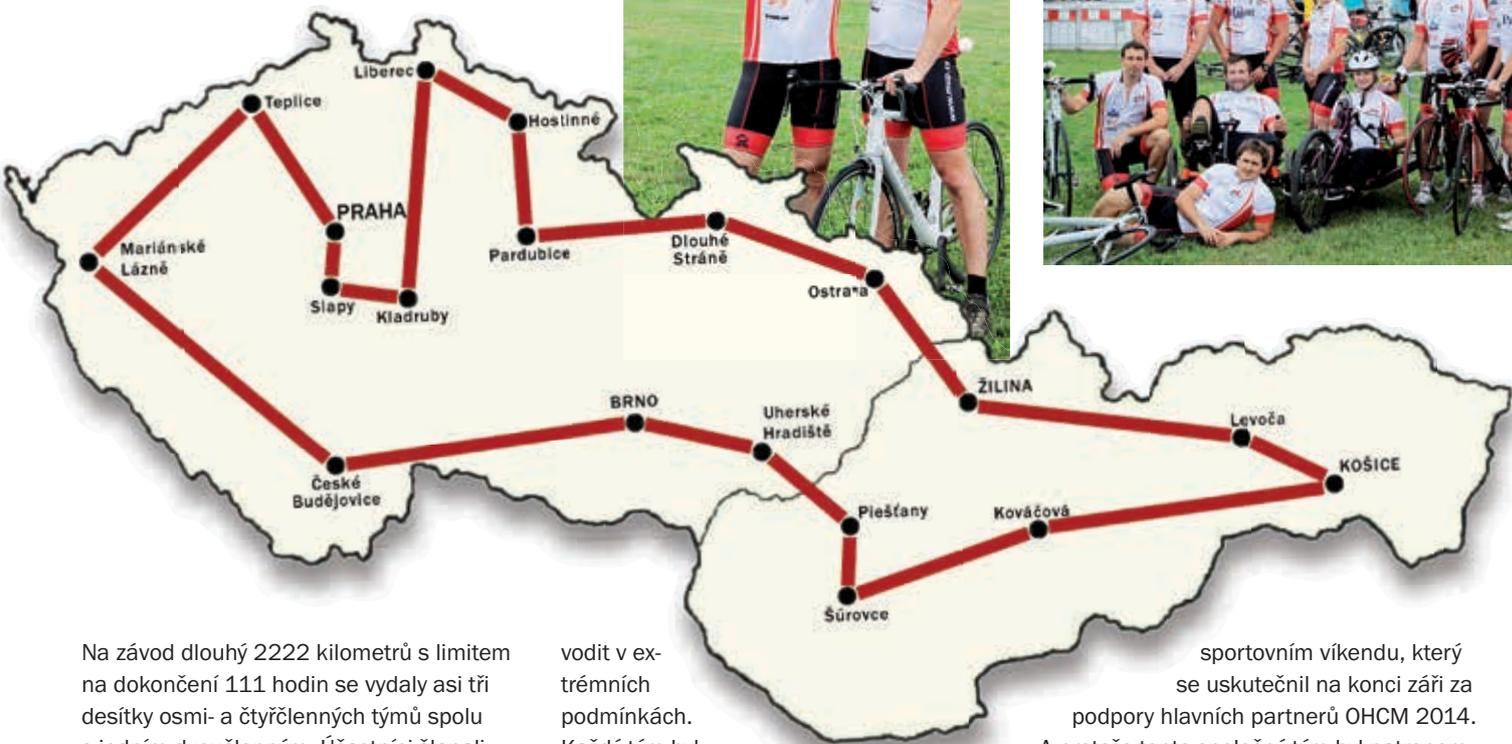 Liberec
Teplice
Hostinné
PRAHA
Mariánské
Lázně
Pardubice
Dlouhé
Stráně
Slapy
Kladruby
Ostrava
ŽILINA
BRNO
Uherské
Hradiště
Levoča
KOŠICE
České
Budějovice
Piešťany
Kováčová
Šúrovce
Na závod dlouhý 2222 kilometrů s limitem
na dokončení 111 hodin se vydaly asi tři
desítky osmi- a čtyřčlenných týmů spolu
vodit v ex-
trémních
podmínkách.
sportovním víkendu, který
se uskutečnil na konci září za
podpory hlavních partnerů OHCM 2014.